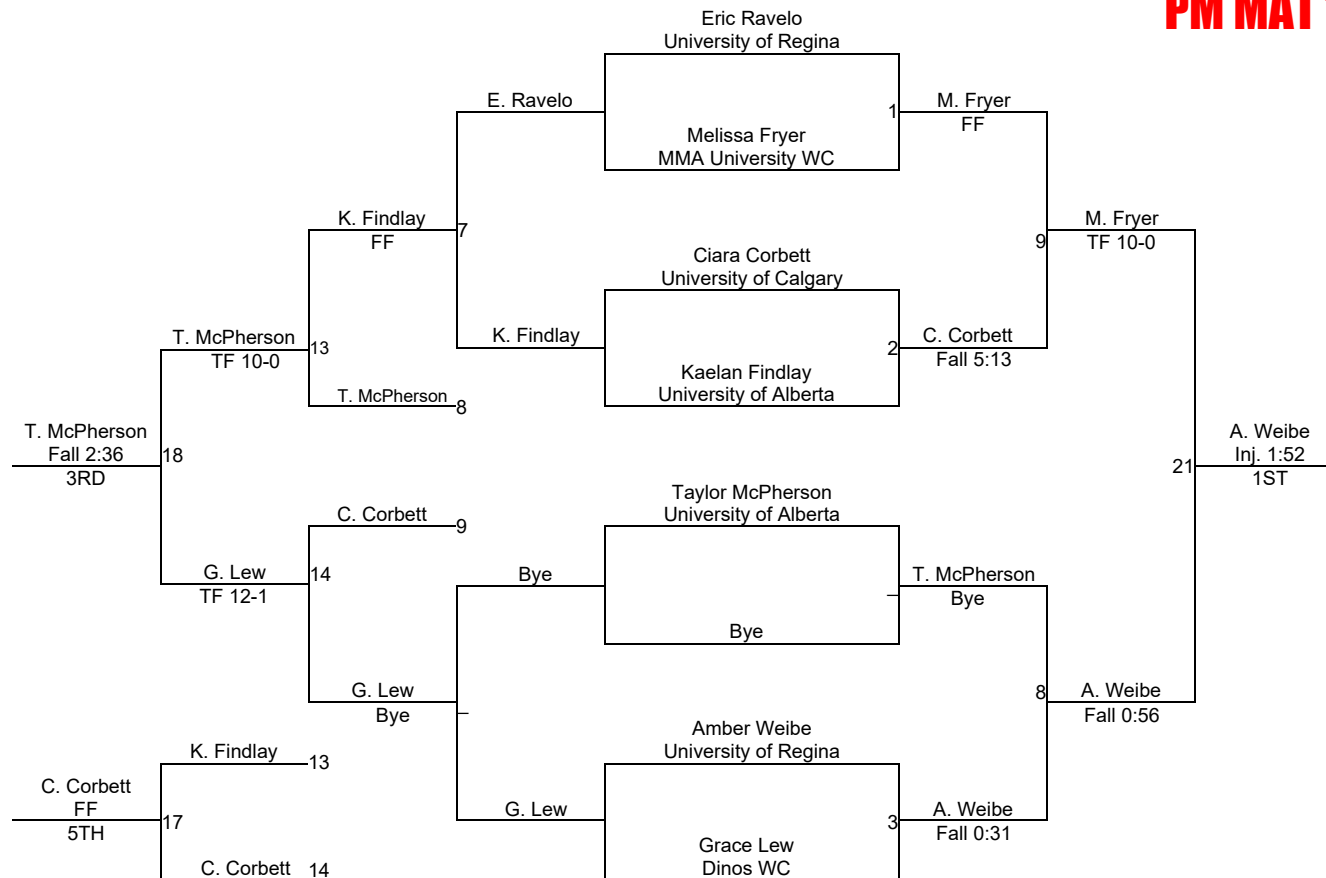 PM MAT
Eric Ravelo
University of Regina
E. Ravelo
1
M. Fryer
FF
Melissa Fryer
MMA University WC
K. Findlay
FF
7
M. Fryer
TF 10-0
9
Ciara Corbett
University of Calgary
T. McPherson
TF 10-0
13
K. Findlay
2
C. Corbett
Fall 5:13
Kaelan Findlay
University of Alberta
T. McPherson
8
T. McPherson
Fall 2:36
3RD
18
21
A. Weibe
Inj. 1:52
1ST
Taylor McPherson
University of Alberta
C. Corbett
9
G. Lew
TF 12-1
14
Bye
T. McPherson
Bye
Bye
G. Lew
Bye
8
A. Weibe
Fall 0:56
Amber Weibe
University of Regina
K. Findlay
13
C. Corbett
FF
5TH
17
G. Lew
3
A. Weibe
Fall 0:31
Grace Lew
Dinos WC
C. Corbett
14